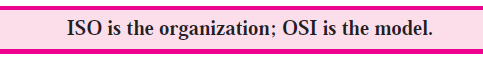 ISO is the organization; OSI is the model.